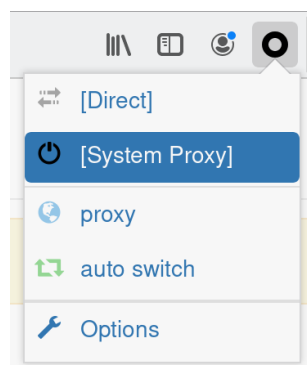 [Direct]
[System Proxy]
proxy
auto switch
Options